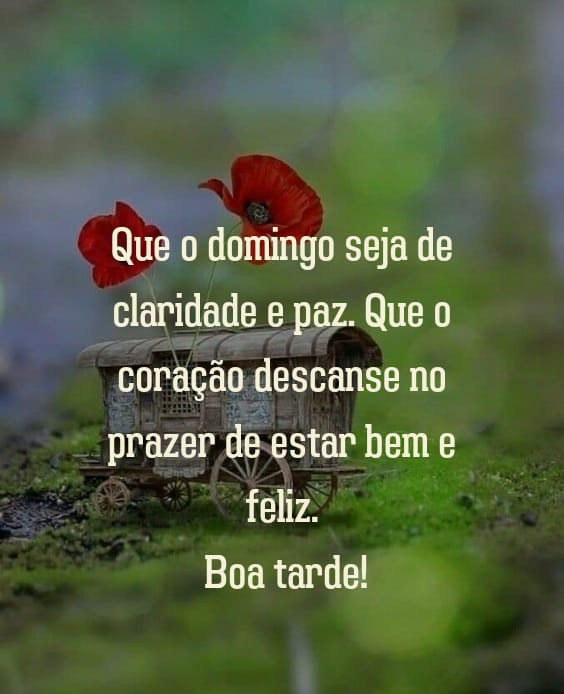 Que o domingo seja de
claridade e paz. Que o
coração descanse no
prazer de estar bem e
feliz.
Boa tarde!